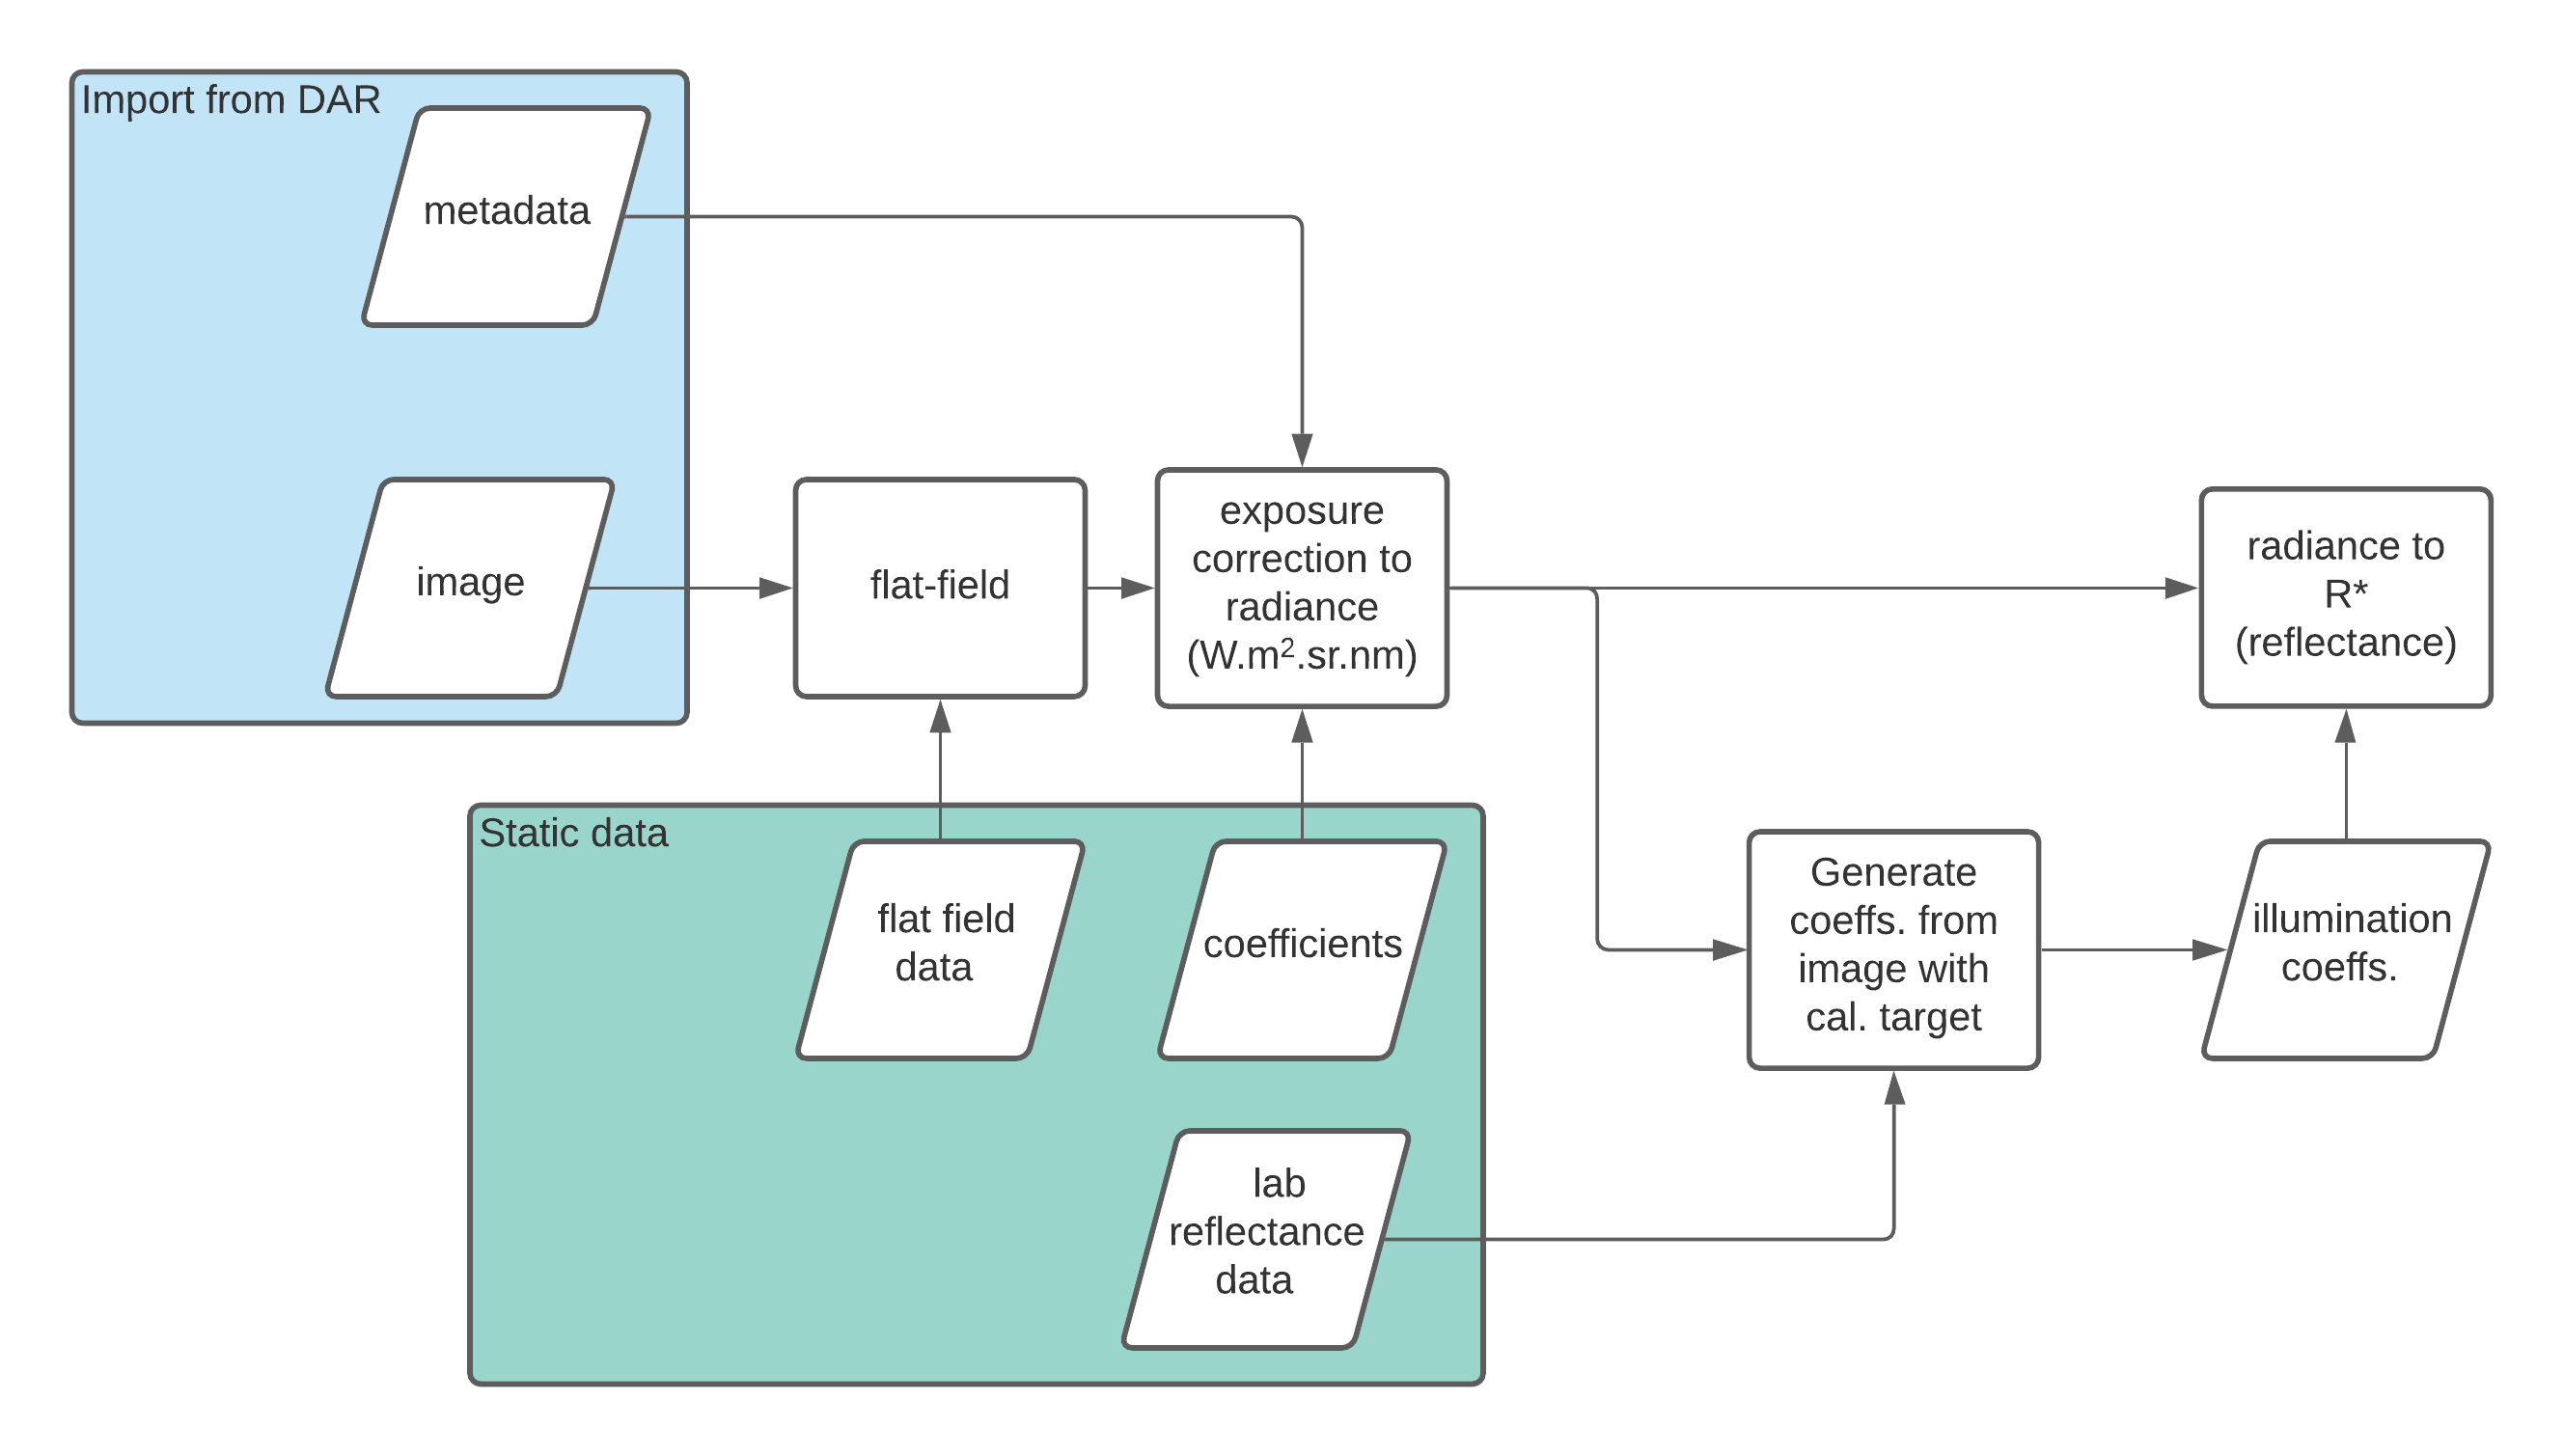 Import from DAR
metadata
image
flat-field
exposure
correction to
radiance
(W.m².sr.nm)
radiance to
R*
(reflectance)
Static data
flat field
data
coefficients
lab
reflectance
data
Generate
coeffs. from
image with
cal. target
illumination
coeffs.